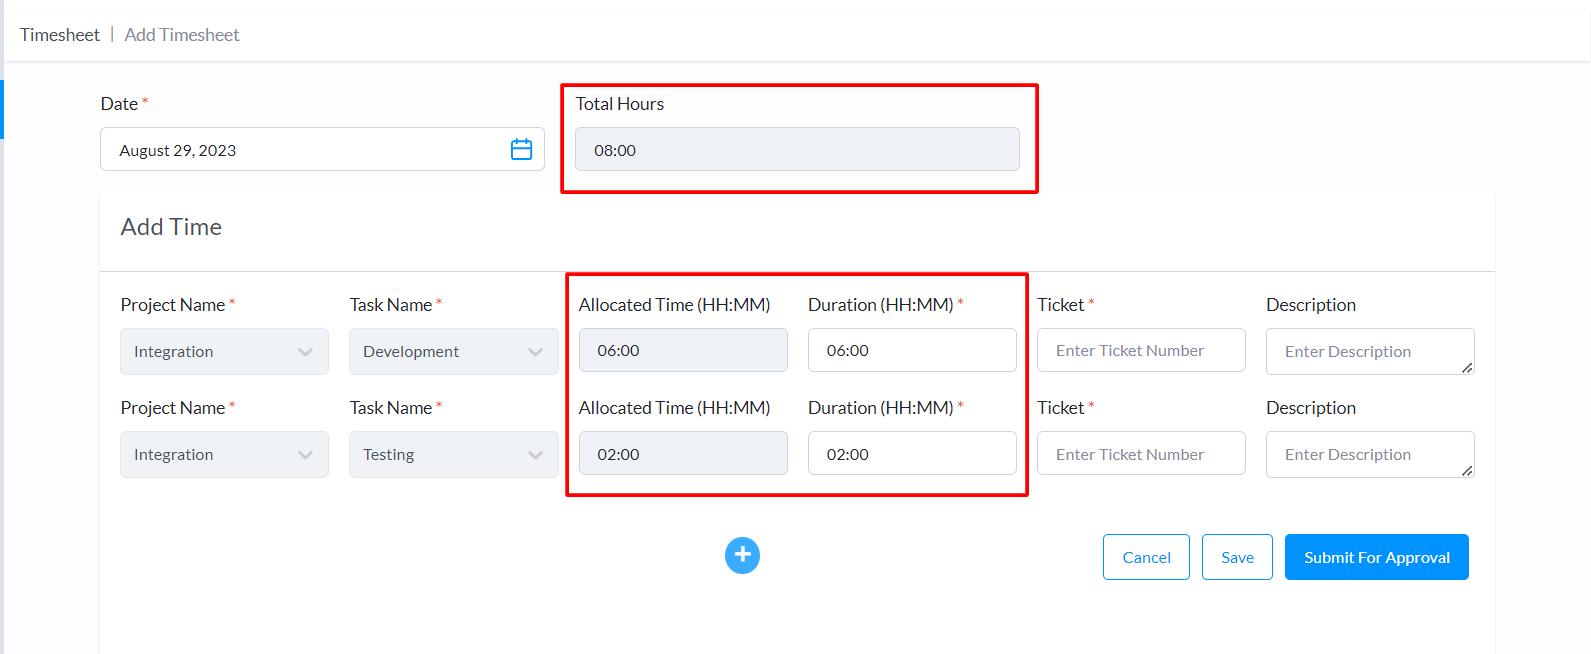 Timesheet | Add Timesheet
Date * Total Hours
August 29, 2023 08:00
Add Time
Project Name * Task Name * Allocated Time (HH:MM) Duration (HH:MM) * Ticket * Description
Integration Development 06:00 06:00 Enter Ticket Number Enter Description
Project Name * Task Name * Allocated Time (HH:MM) Duration (HH:MM) * Ticket * Description
Integration Testing 02:00 02:00 Enter Ticket Number Enter Description
+ Cancel Save Submit For Approval